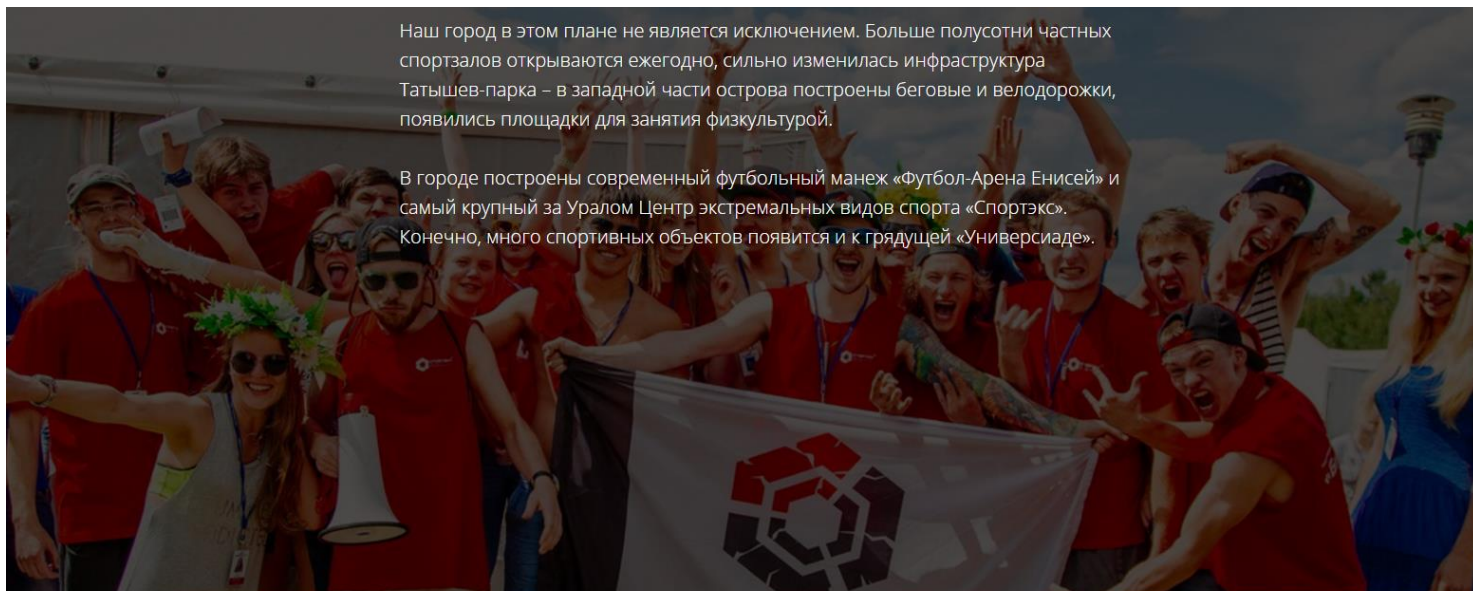 Наш город в этом плане не является исключением. Больше полусотни частных
спортзалов открываются ежегодно, сильно изменилась инфраструктура
Татышев-парка – в западной части острова построены беговые и велодорожки,
появились площадки для занятия физкультурой.
В городе построены современный футбольный манеж «Футбол-Арена Енисей» и
самый крупный за Уралом Центр экстремальных видов спорта «Спортэкс».
Конечно, много спортивных объектов появится и к грядущей «Универсиаде».